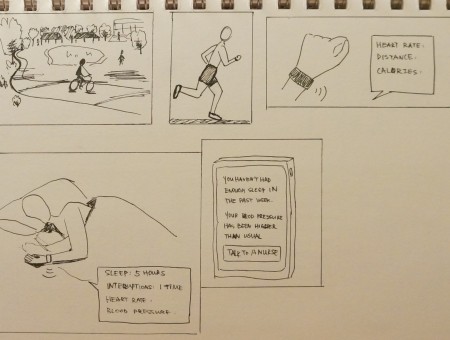 HEART RATE:
DISTANCE:
CALORIES:
SLEEP: 5 HOURS
INTERRUPTIONS: 1 TIME
HEART RATE:
BLOOD PRESSURE:
YOU HAVEN'T HAD
ENOUGH SLEEP IN
THE PAST WEEK.
YOUR BLOOD PRESSURE
HAS BEEN HIGHER
THAN USUAL
TALK TO A NURSE